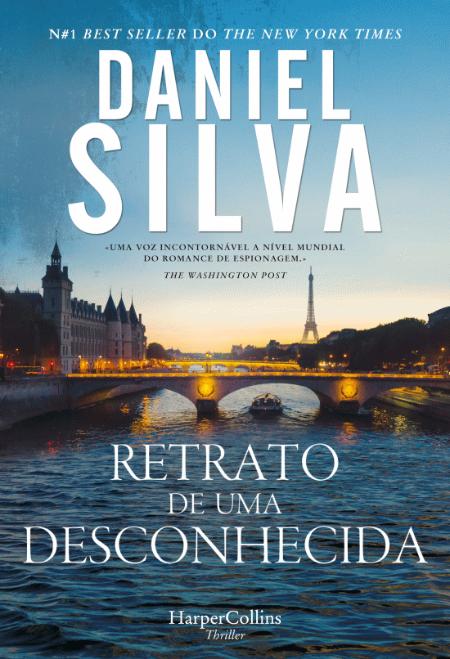 Nº1 BEST SELLER DO THE NEW YORK TIMES
DANIEL
SILVA
«UMA VOZ INCONTORNÁVEL A NÍVEL MUNDIAL
DO ROMANCE DE ESPIONAGEM.»
THE WASHINGTON POST
RETRATO
DE UMA
DESCONHECIDA
HarperCollins
Thriller